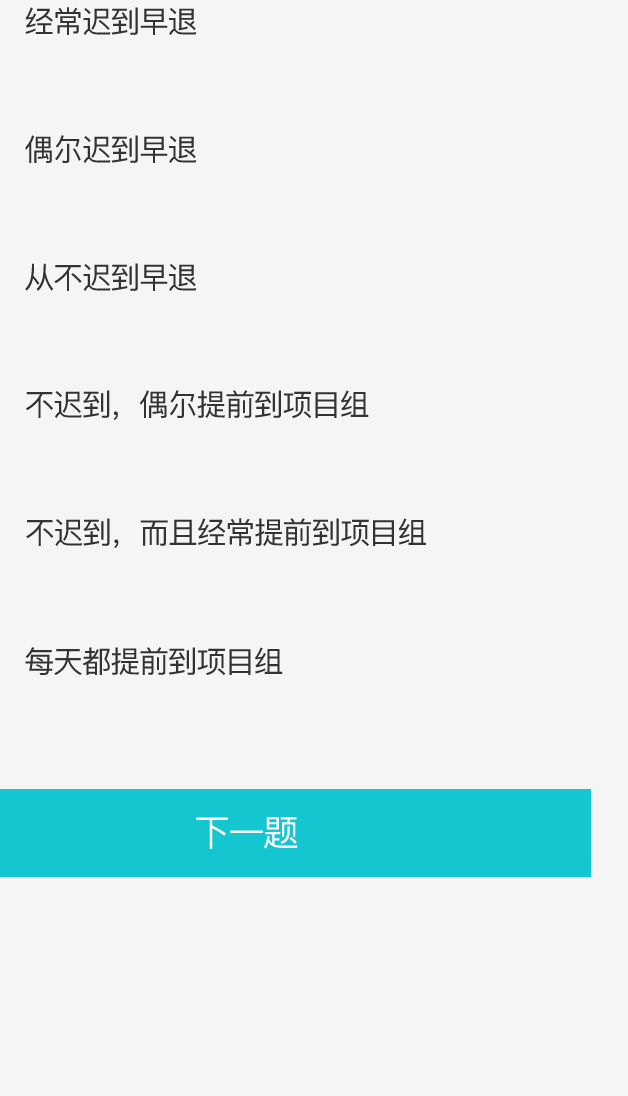 经常迟到早退
偶尔迟到早退
从不迟到早退
不迟到，偶尔提前到项目组
不迟到，而且经常提前到项目组
每天都提前到项目组
下一题